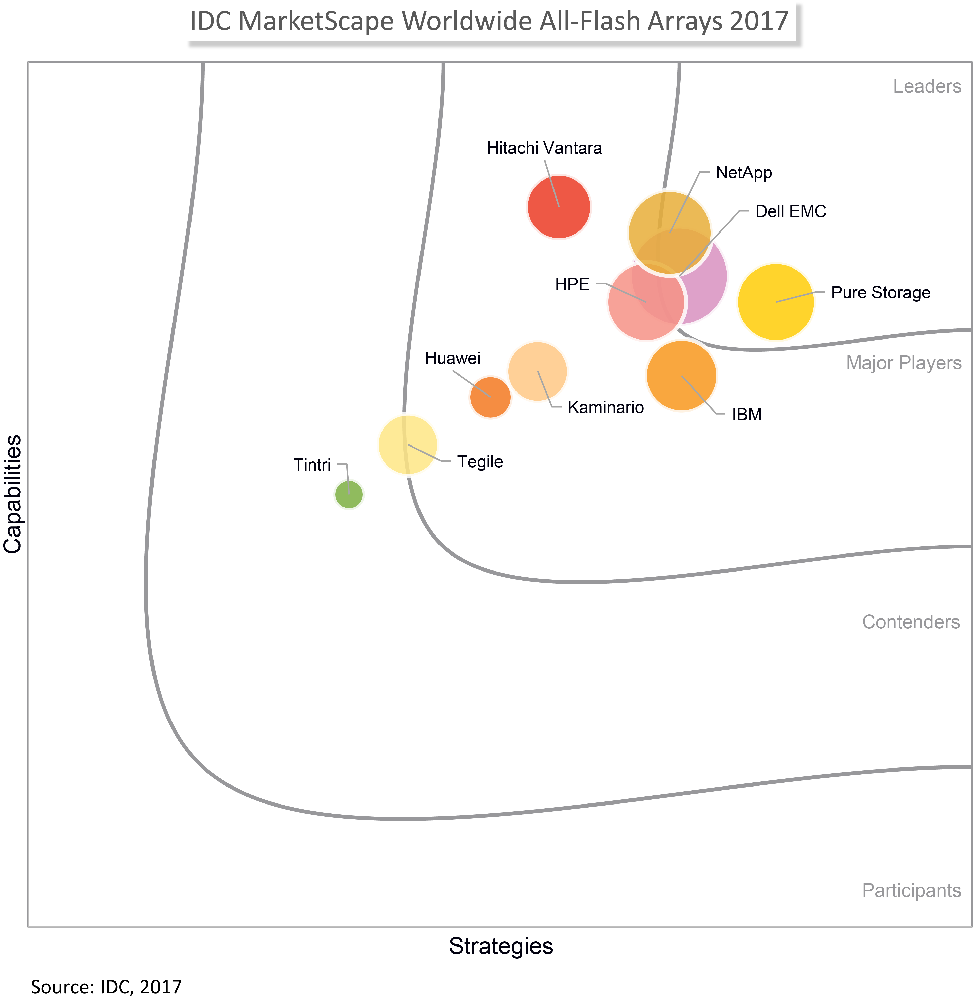 IDC MarketScape Worldwide All-Flash Arrays 2017
Leaders
Hitachi Vantara
NetApp
Dell EMC
HPE
Pure Storage
Huawei
Major Players
Kaminario
IBM
Tintri
Tegile
Capabilities
Contenders
Participants
Strategies
Source: IDC, 2017